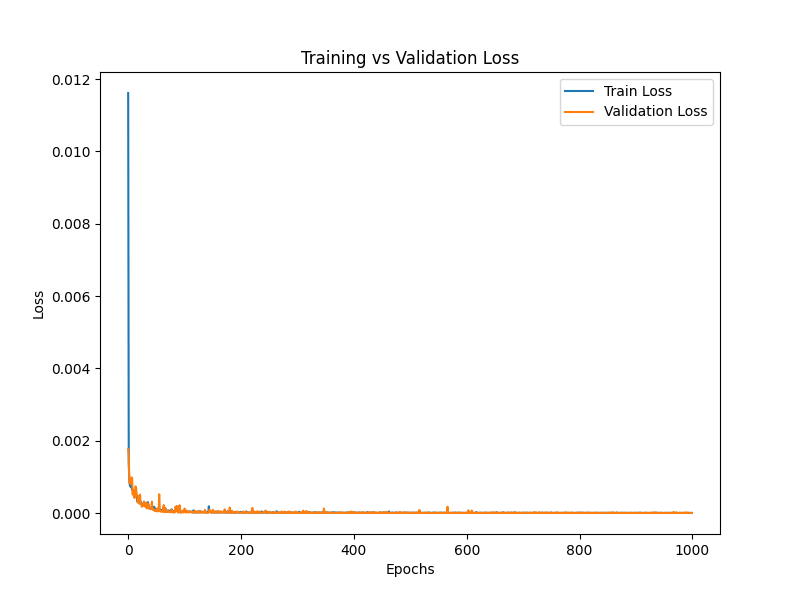 Training vs Validation Loss
Train Loss
Validation Loss
0.012
0.010
0.008
0.006
0.004
0.002
0.000
Loss
0 200 400 600 800 1000
Epochs